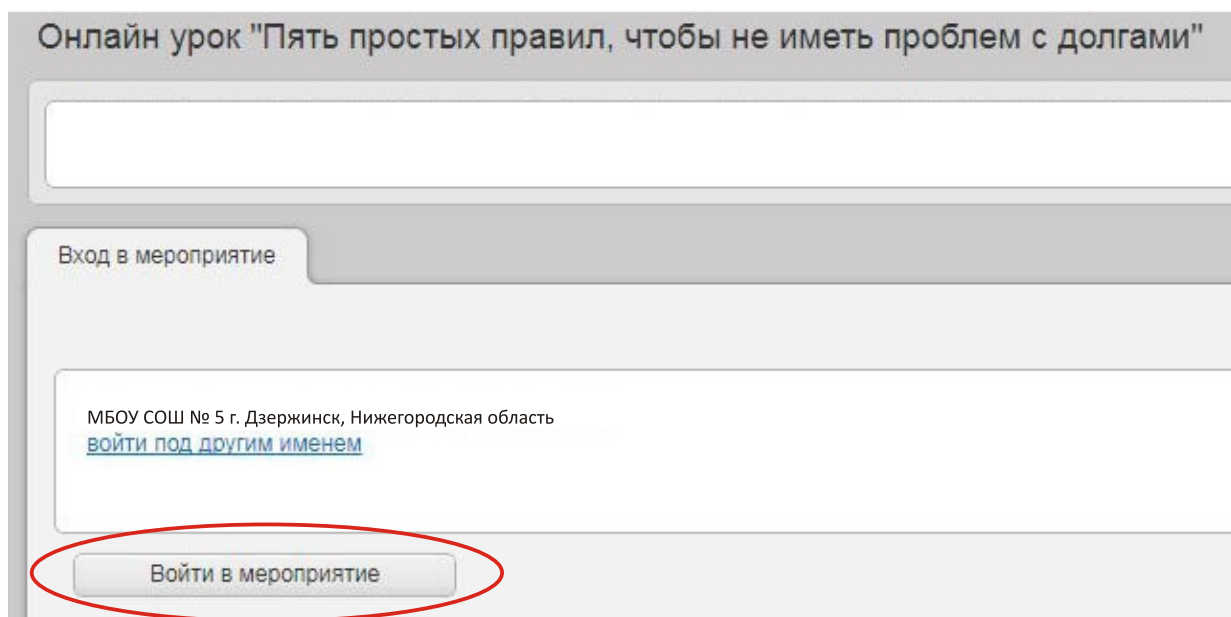 Онлайн урок "Пять простых правил, чтобы не иметь проблем с долгами"
Вход в мероприятие
МБОУ СОШ № 5 г. Дзержинск, Нижегородская область
войти под другим именем
Войти в мероприятие